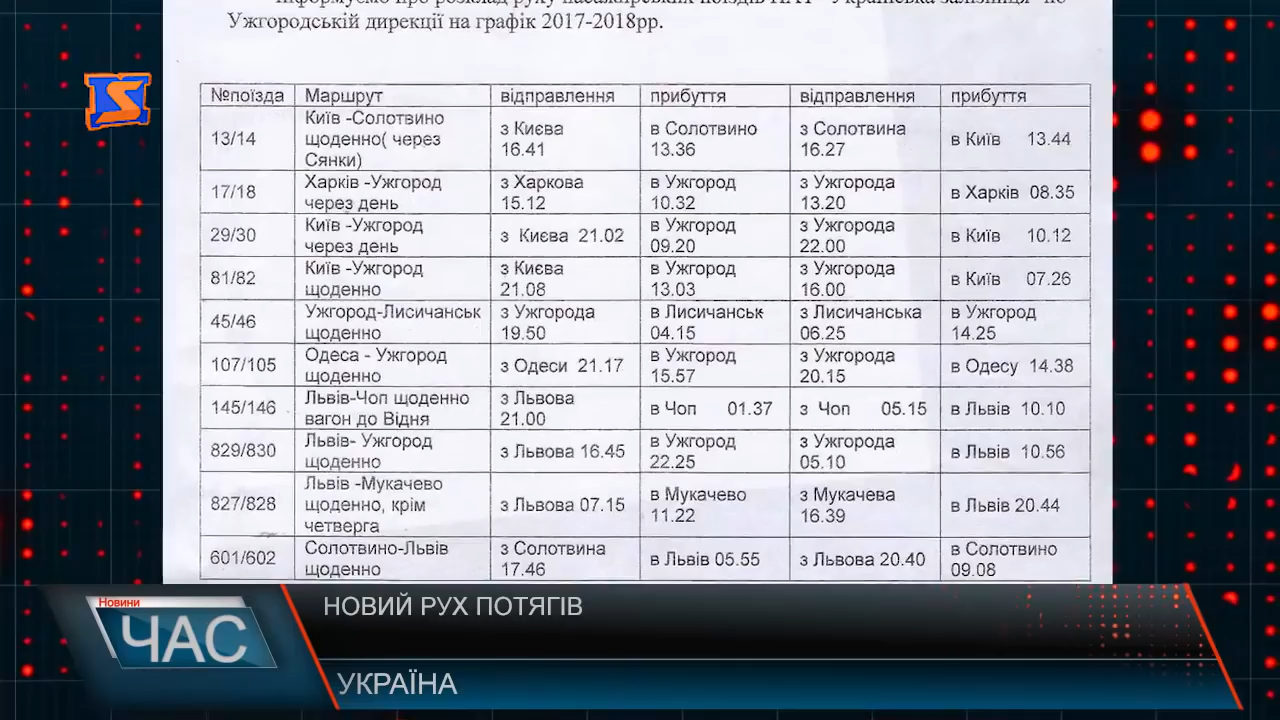 Ужгородській дирекції на графік 2017-2018рр.
№поїзда Маршрут відправлення прибуття відправлення прибуття
13/14 Київ -Солотвино щоденно( через Сянки) з Києва 16.41 в Солотвино 13.36 з Солотвина 16.27 в Київ 13.44
17/18 Харків -Ужгород через день з Харкова 15.12 в Ужгород 10.32 з Ужгорода 13.20 в Харків 08.35
29/30 Київ -Ужгород через день з Києва 21.02 в Ужгород 09.20 з Ужгорода 22.00 в Київ 10.12
81/82 Київ -Ужгород щоденно з Києва 21.08 в Ужгород 13.03 з Ужгорода 16.00 в Київ 07.26
45/46 Ужгород-Лисичанськ щоденно з Ужгорода 19.50 в Лисичанськ 04.15 з Лисичанська 06.25 в Ужгород 14.25
107/105 Одеса - Ужгород щоденно з Одеси 21.17 в Ужгород 15.57 з Ужгорода 20.15 в Одесу 14.38
145/146 Львів-Чоп щоденно вагон до Відня з Львова 21.00 в Чоп 01.37 з Чоп 05.15 в Львів 10.10
829/830 Львів- Ужгород щоденно з Львова 16.45 в Ужгород 22.25 з Ужгорода 05.10 в Львів 10.56
827/828 Львів -Мукачево щоденно, крім четверга з Львова 07.15 в Мукачево 11.22 з Мукачева 16.39 в Львів 20.44
601/602 Солотвино-Львів щоденно з Солотвина 17.46 в Львів 05.55 з Львова 20.40 в Солотвино 09.08
Новини
ЧАС
НОВИЙ РУХ ПОТЯГІВ
УКРАЇНА